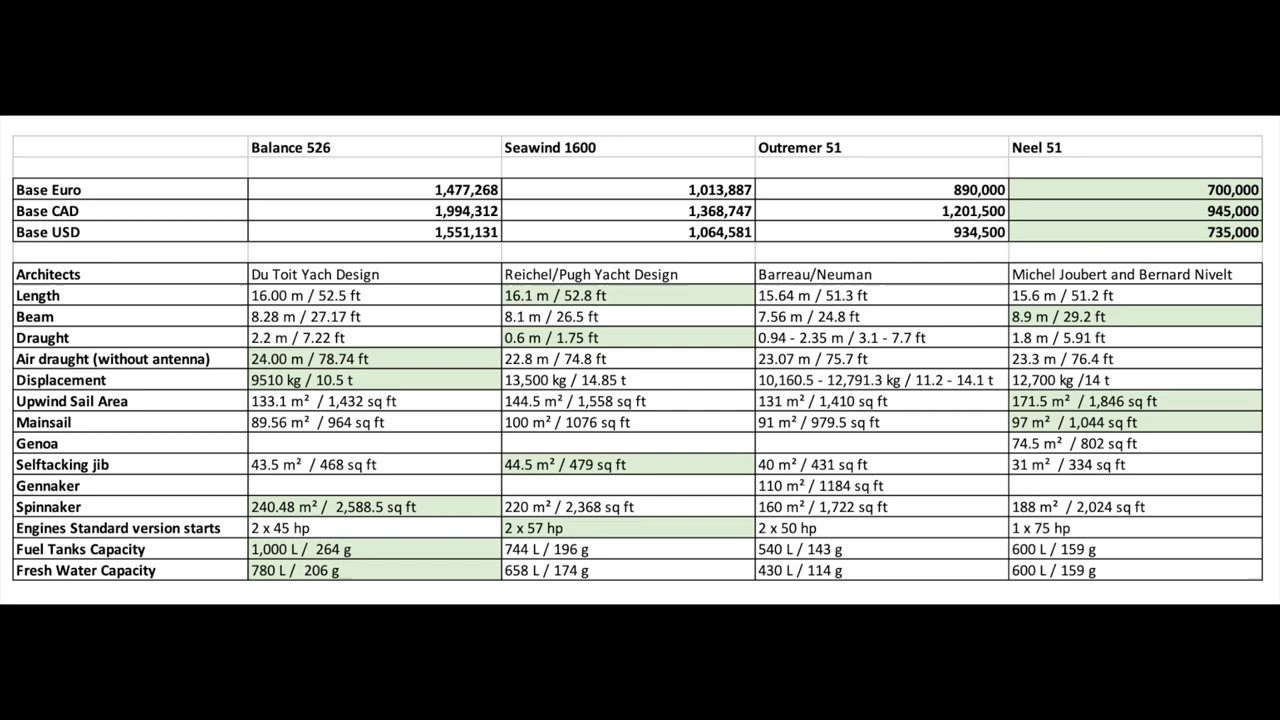 Balance 526 Seawind 1600 Outremer 51 Neel 51
Base Euro 1,477,268 1,013,887 890,000 700,000
Base CAD 1,994,312 1,368,747 1,201,500 945,000
Base USD 1,551,131 1,064,581 934,500 735,000
Architects Du Toit Yach Design Reichel/Pugh Yacht Design Barreau/Neuman Michel Joubert and Bernard Nivelt
Length 16.00 m / 52.5 ft 16.1 m / 52.8 ft 15.64 m / 51.3 ft 15.6 m / 51.2 ft
Beam 8.28 m / 27.17 ft 8.1 m / 26.5 ft 7.56 m / 24.8 ft 8.9 m / 29.2 ft
Draught 2.2 m / 7.22 ft 0.6 m / 1.75 ft 0.94 - 2.35 m / 3.1 - 7.7 ft 1.8 m / 5.91 ft
Air draught (without antenna) 24.00 m / 78.74 ft 22.8 m / 74.8 ft 23.07 m / 75.7 ft 23.3 m / 76.4 ft
Displacement 9510 kg / 10.5 t 13,500 kg / 14.85 t 10,160.5 - 12,791.3 kg / 11.2 - 14.1 t 12,700 kg /14 t
Upwind Sail Area 133.1 m² / 1,432 sq ft 144.5 m² / 1,558 sq ft 131 m² / 1,410 sq ft 171.5 m² / 1,846 sq ft
Mainsail 89.56 m² / 964 sq ft 100 m² / 1076 sq ft 91 m² / 979.5 sq ft 97 m² / 1,044 sq ft
Genoa 74.5 m² / 802 sq ft
Selftacking jib 43.5 m² / 468 sq ft 44.5 m² / 479 sq ft 40 m² / 431 sq ft 31 m² / 334 sq ft
Gennaker 110 m² / 1184 sq ft
Spinnaker 240.48 m² / 2,588.5 sq ft 220 m² / 2,368 sq ft 160 m² / 1,722 sq ft 188 m² / 2,024 sq ft
Engines Standard version starts 2 x 45 hp 2 x 57 hp 2 x 50 hp 1 x 75 hp
Fuel Tanks Capacity 1,000 L / 264 g 744 L / 196 g 540 L / 143 g 600 L / 159 g
Fresh Water Capacity 780 L / 206 g 658 L / 174 g 430 L / 114 g 600 L / 159 g